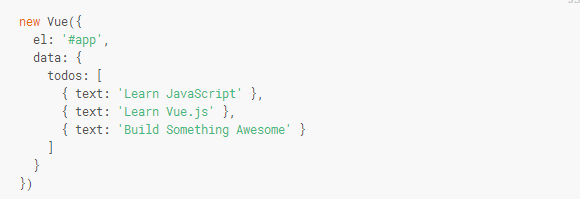 new Vue({
  el: '#app',
  data: {
    todos: [
      { text: 'Learn JavaScript' },
      { text: 'Learn Vue.js' },
      { text: 'Build Something Awesome' }
    ]
  }
})